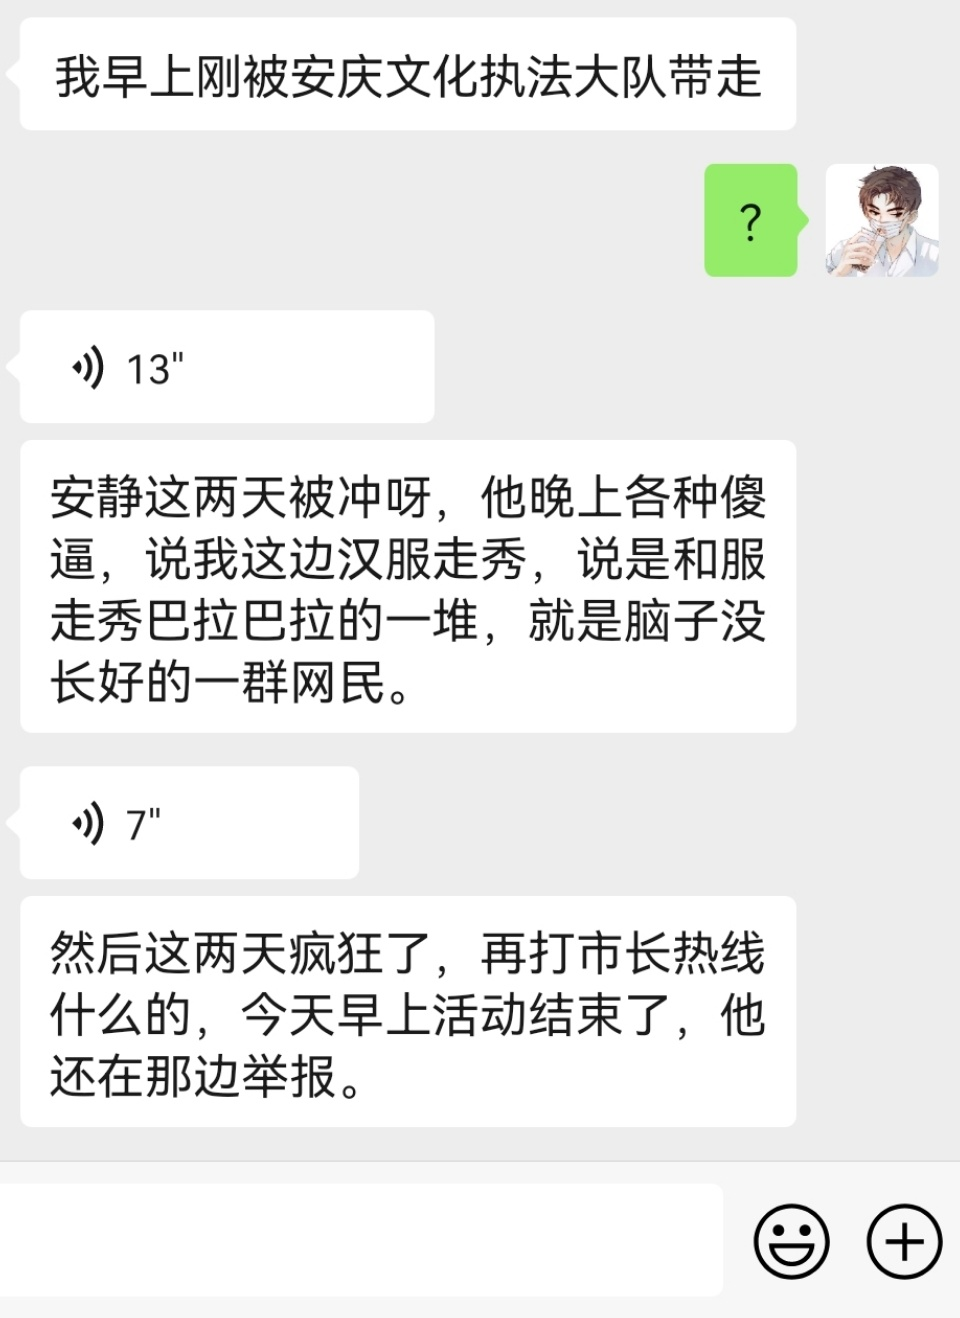 我早上刚被安庆文化执法大队带走
?
13"
安静这两天被冲呀，他晚上各种傻
逼，说我这边汉服走秀，说是和服
走秀巴拉巴拉的一堆，就是脑子没
长好的一群网民。
7"
然后这两天疯狂了，再打市长热线
什么的，今天早上活动结束了，他
还在那边举报。